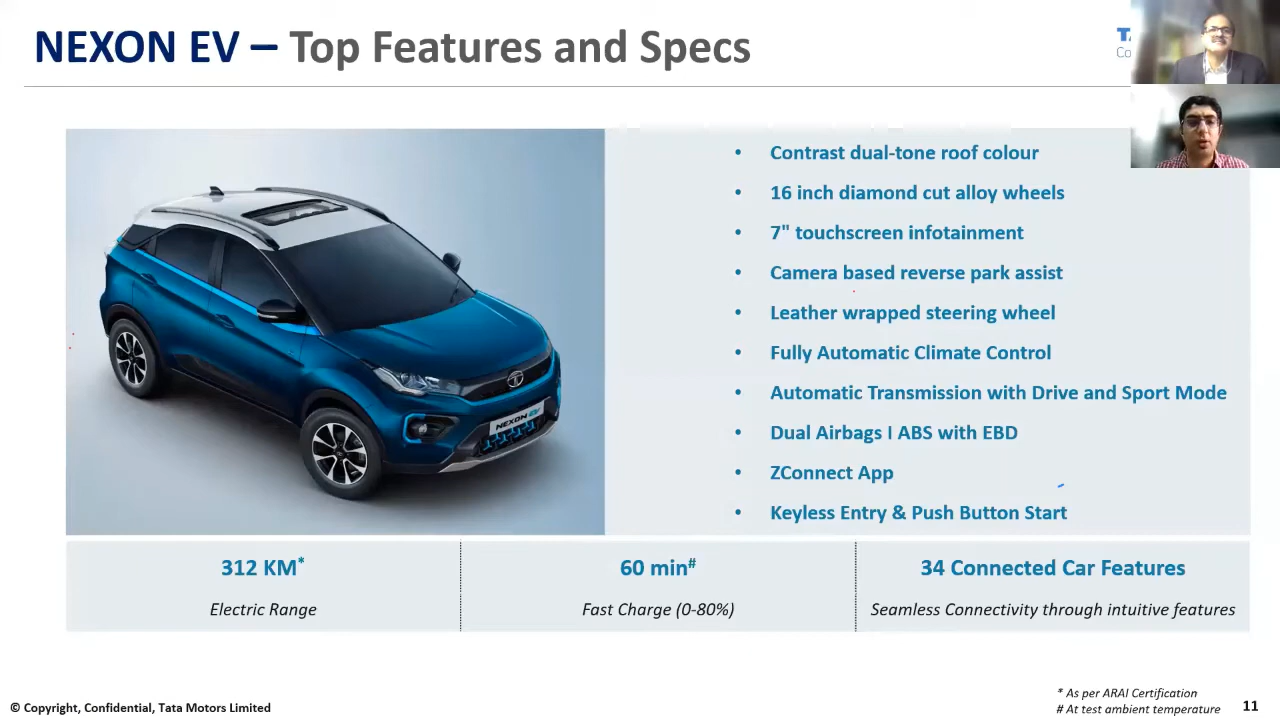 NEXON EV – Top Features and Specs
• Contrast dual-tone roof colour
• 16 inch diamond cut alloy wheels
• 7" touchscreen infotainment
• Camera based reverse park assist
• Leather wrapped steering wheel
• Fully Automatic Climate Control
• Automatic Transmission with Drive and Sport Mode
• Dual Airbags I ABS with EBD
• ZConnect App
• Keyless Entry & Push Button Start
NEXON EV
312 KM*
Electric Range
60 min#
Fast Charge (0-80%)
34 Connected Car Features
Seamless Connectivity through intuitive features
* As per ARAI Certification
# At test ambient temperature
© Copyright, Confidential, Tata Motors Limited
11